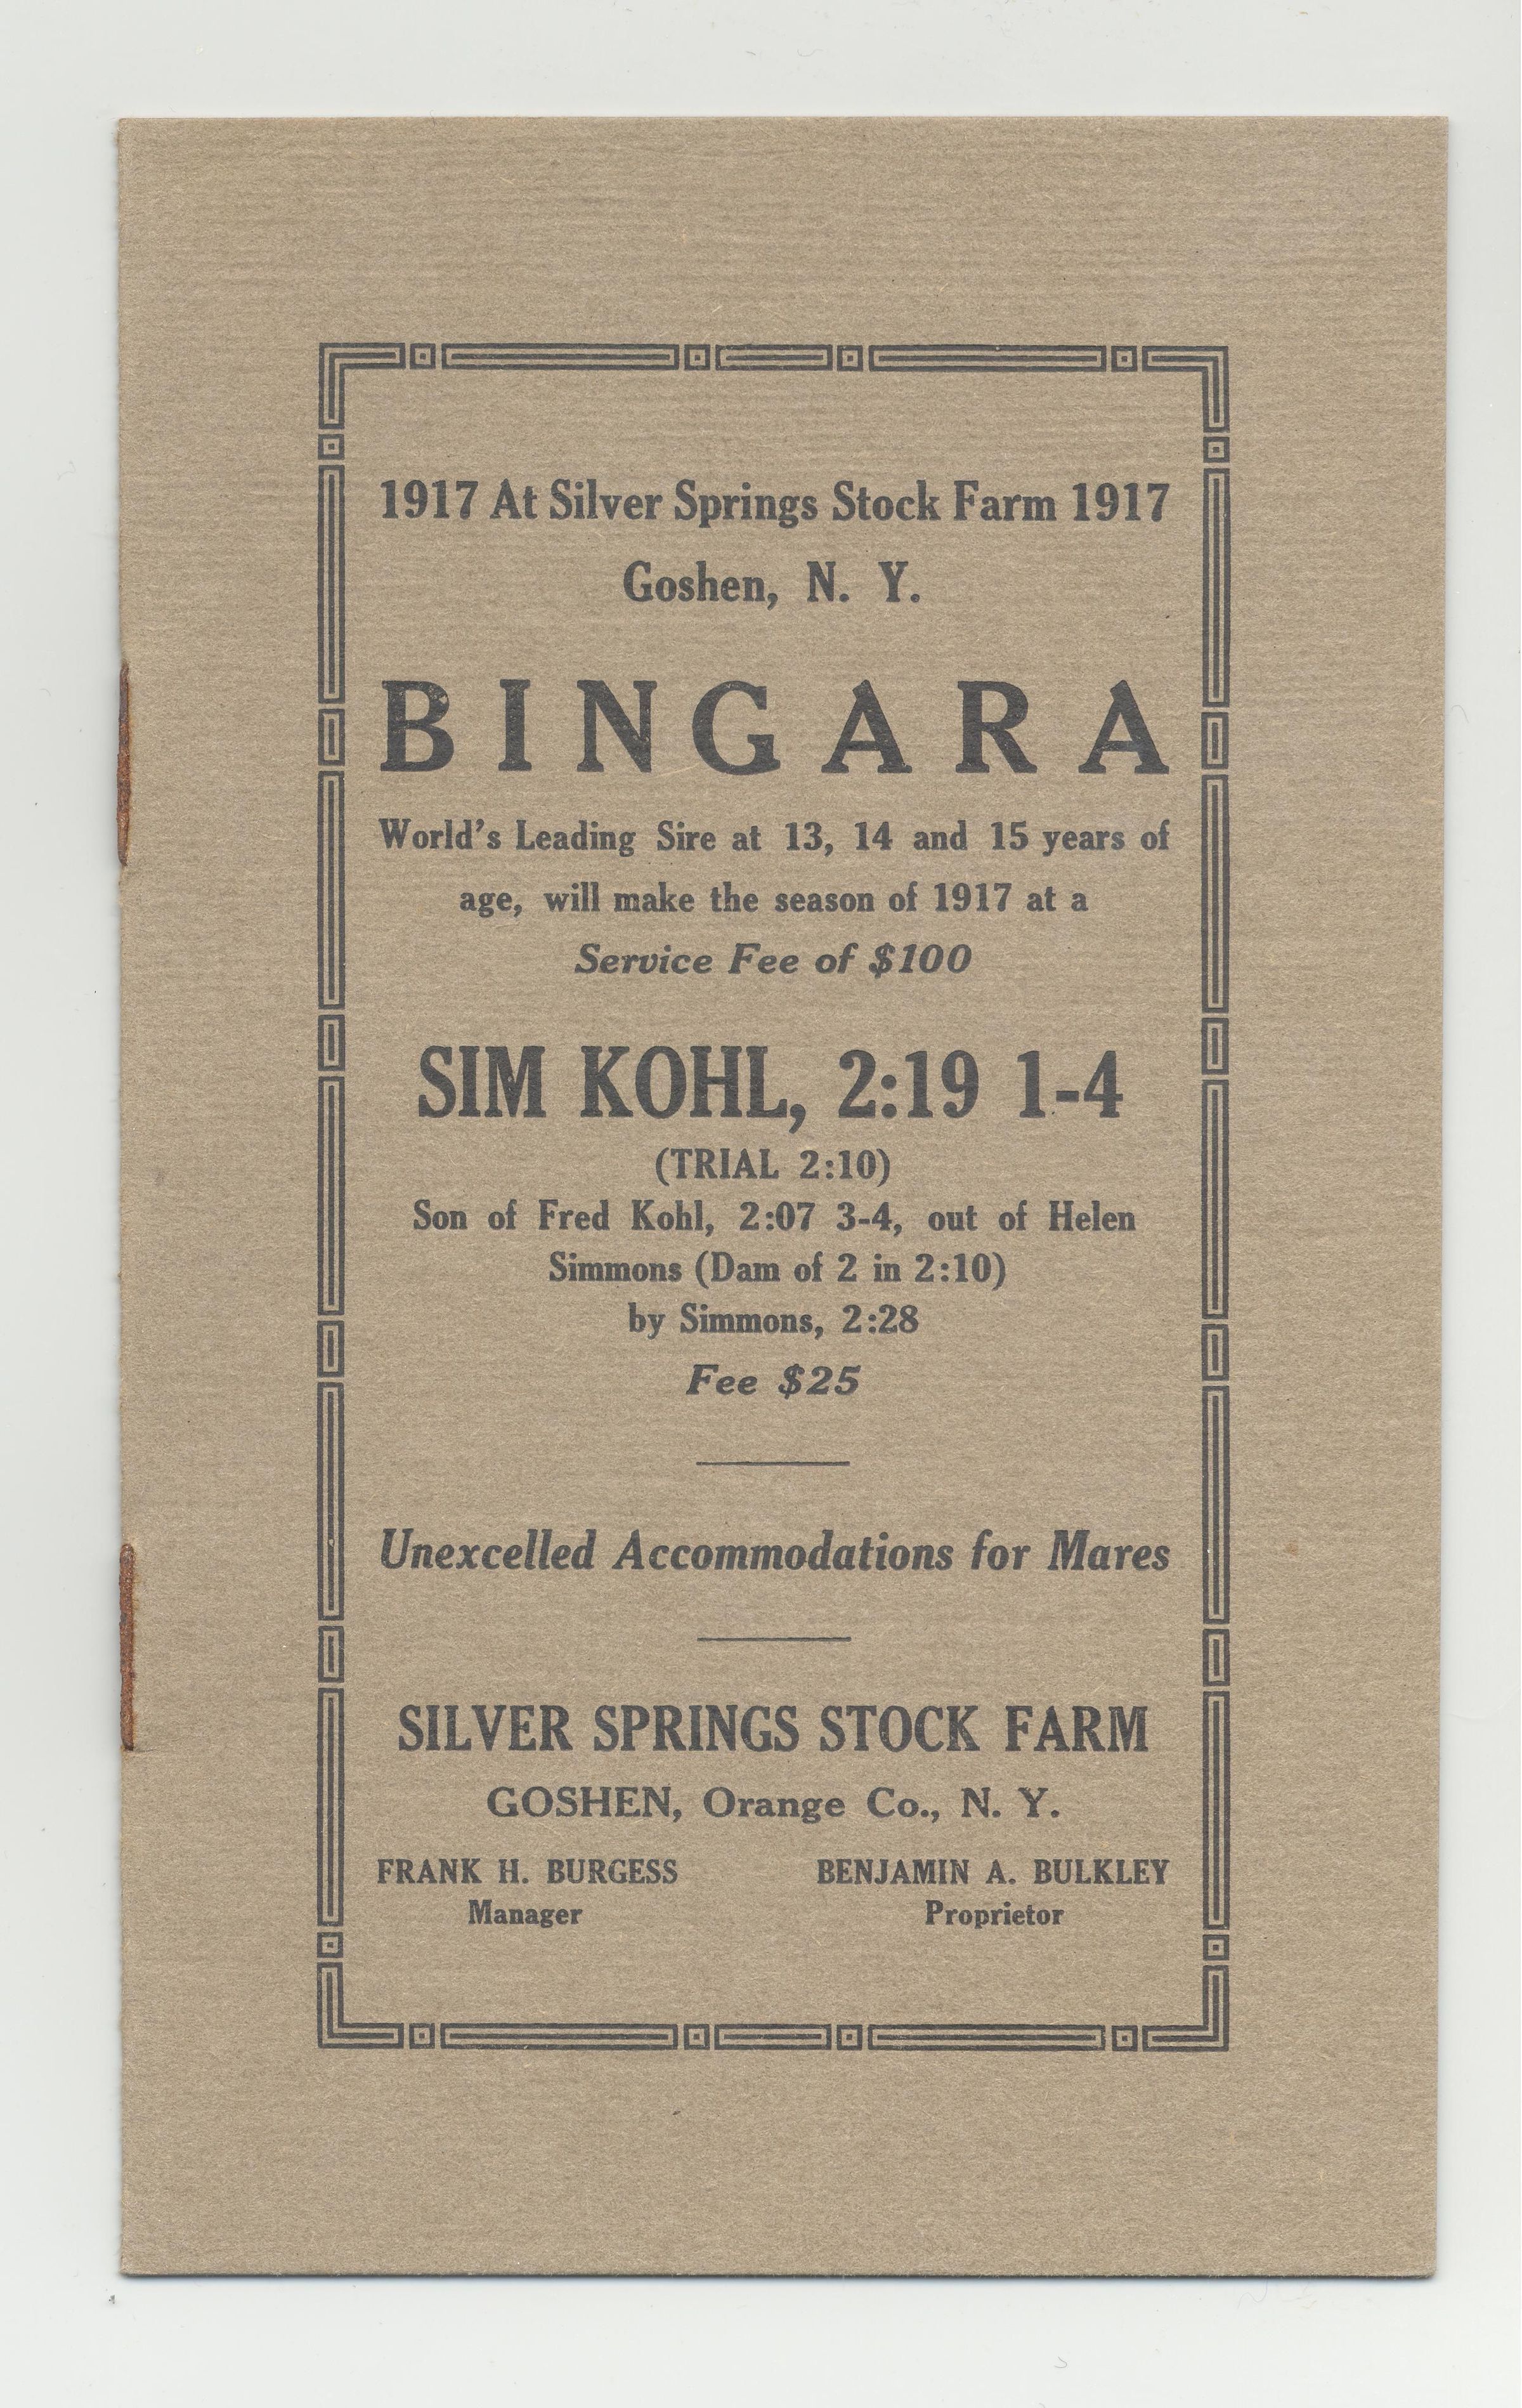 1917 At Silver Springs Stock Farm 1917
Goshen, N. Y.
BINGARA
World's Leading Sire at 13, 14 and 15 years of
age, will make the season of 1917 at a
Service Fee of $100
SIM KOHL, 2:19 1-4
(TRIAL 2:10)
Son of Fred Kohl, 2:07 3-4, out of Helen
Simmons (Dam of 2 in 2:10)
by Simmons, 2:28
Fee $25
Unexcelled Accommodations for Mares
SILVER SPRINGS STOCK FARM
GOSHEN, Orange Co., N. Y.
FRANK H. BURGESS BENJAMIN A. BULKLEY
Manager Proprietor